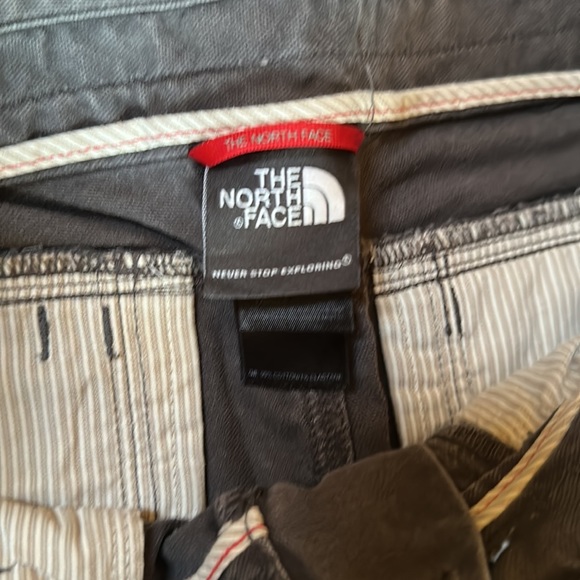 THE NORTH FACE
THE
NORTH
FACE
NEVER STOP EXPLORING